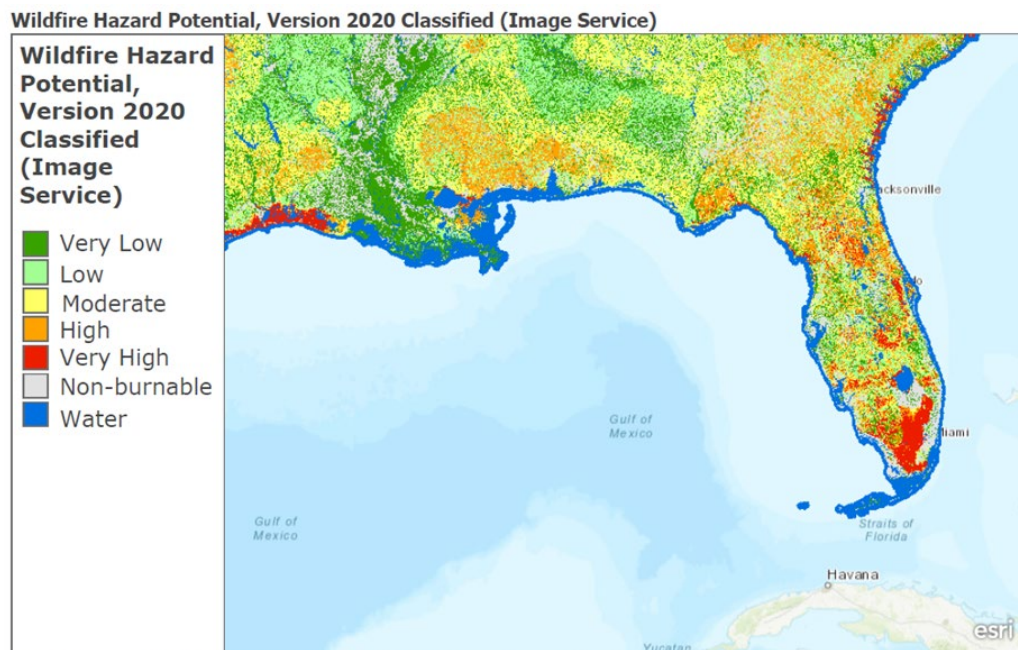 Wildfire Hazard Potential, Version 2020 Classified (Image Service)
Wildfire Hazard
Potential,
Version 2020
Classified
(Image
Service)
Very Low
Low
Moderate
High
Very High
Non-burnable
Water
cksonville
Gulf of
Mexico
iami
Gulf of
Mexico
Straits of
Florida
Havana
Yucatan
esri